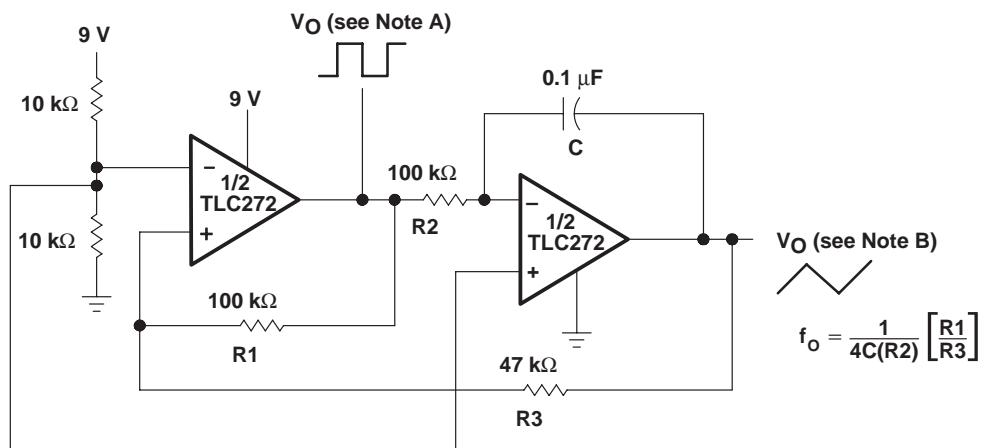 VO (see Note A)
9 V
10 kΩ
9 V
0.1 μF
C
−
1/2
TLC272
+
100 kΩ
R2
−
1/2
TLC272
+
10 kΩ
VO (see Note B)
100 kΩ
R1
fO = 1/4C(R2) [R1/R3]
47 kΩ
R3